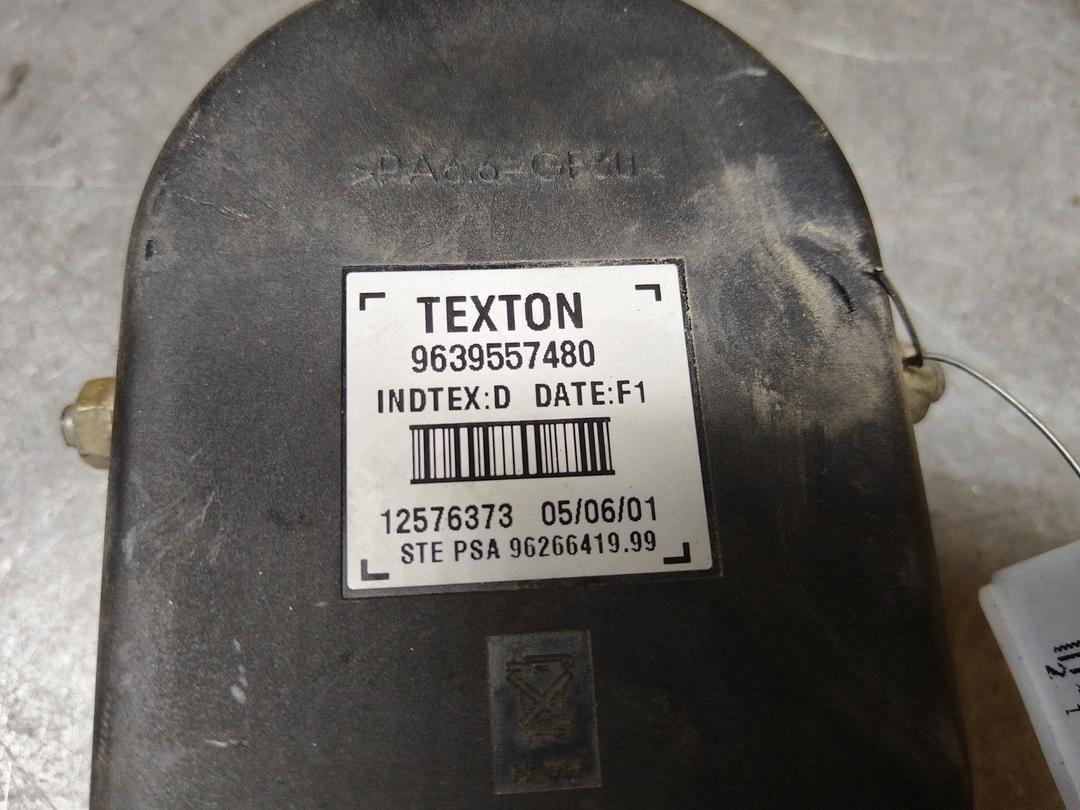 >PA6.6-GF30<
TEXTON
9639557480
INDTEX:D DATE:F1
12576373 05/06/01
STE PSA 96266419.99